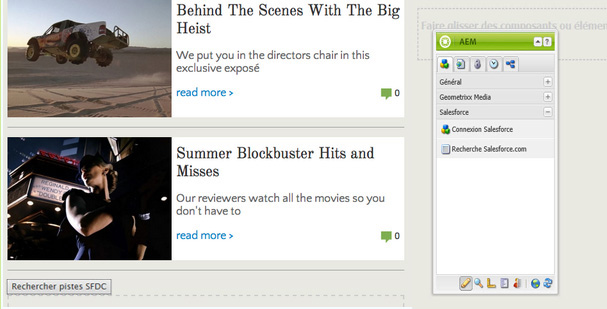 Behind The Scenes With The Big
Heist
We put you in the directors chair in this
exclusive exposé
read more >
0
Summer Blockbuster Hits and
Misses
Our reviewers watch all the movies so you
don't have to
read more >
0
Rechercher pistes SFDC
Faire glisser des composants ou éléme
AEM
Général
Geometrixx Media
Salesforce
Connexion Salesforce
Recherche Salesforce.com